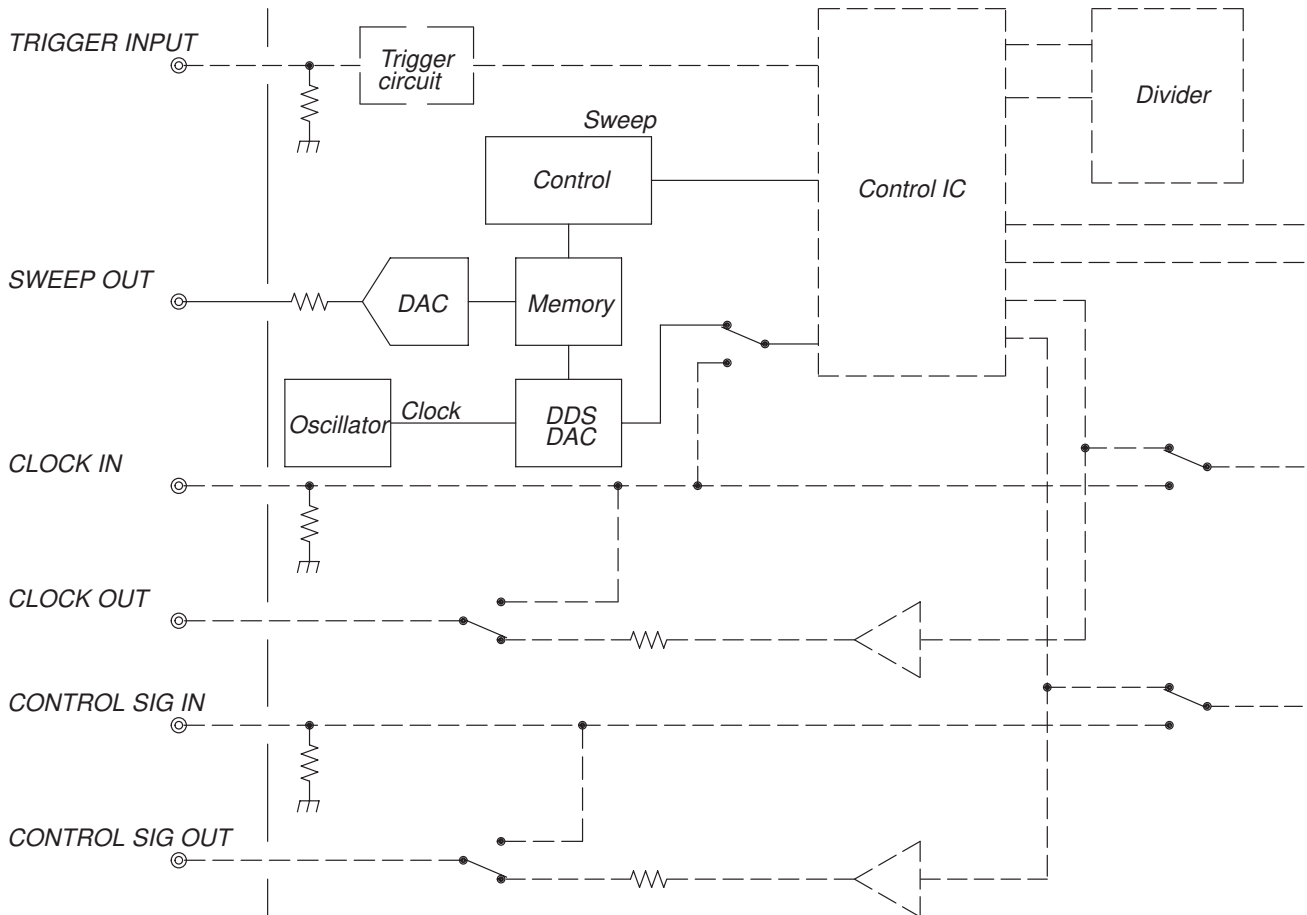 TRIGGER INPUT
Trigger
circuit
Divider
Sweep
Control
Control IC
SWEEP OUT
DAC
Memory
Oscillator
Clock
DDS
DAC
CLOCK IN
CLOCK OUT
CONTROL SIG IN
CONTROL SIG OUT